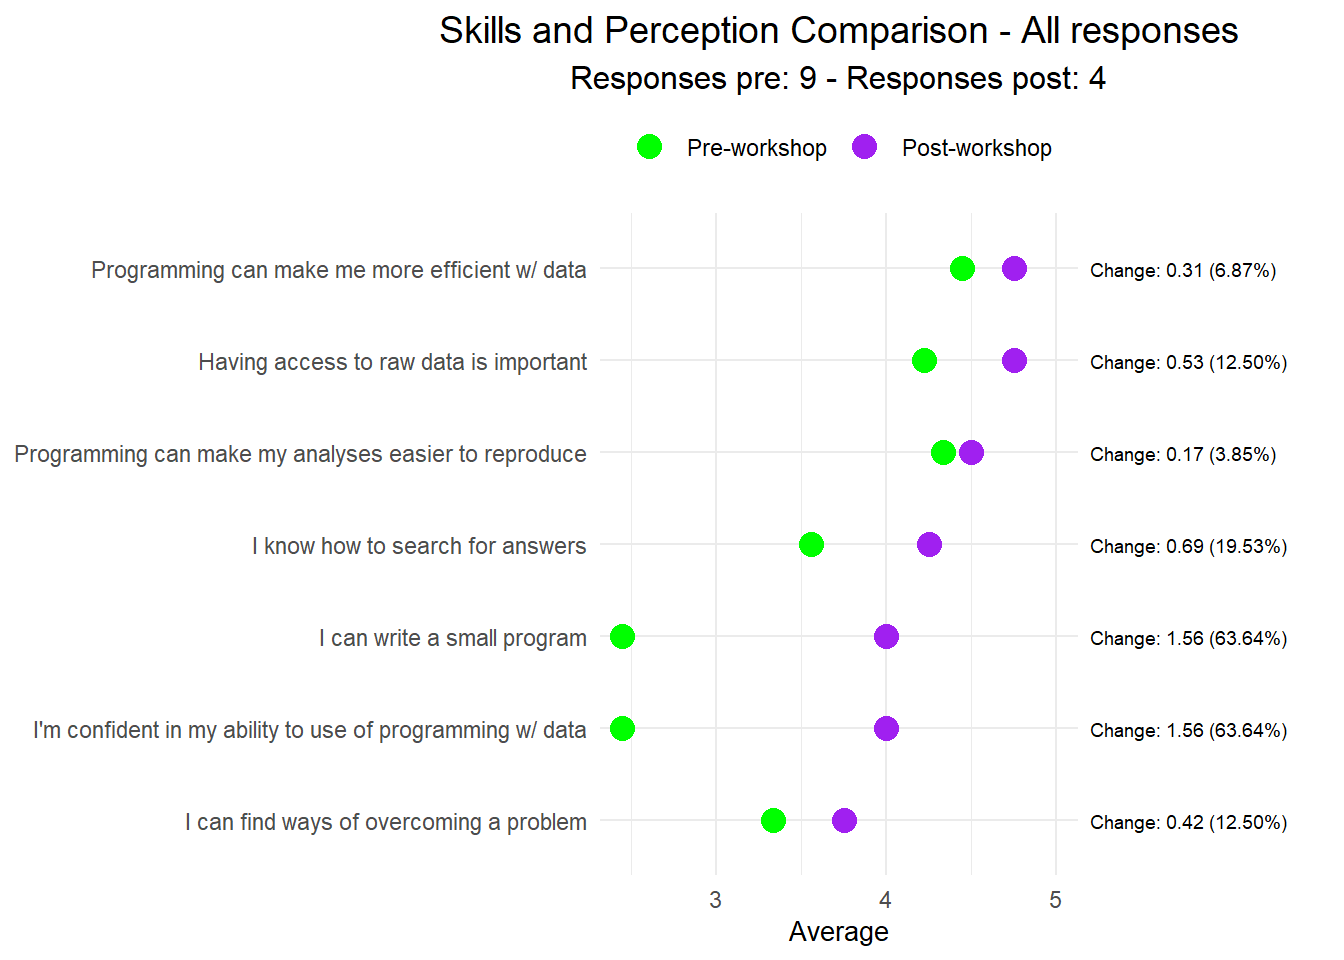 Skills and Perception Comparison - All responses
Responses pre: 9 - Responses post: 4
Pre-workshop
Post-workshop
Programming can make me more efficient w/ data
Change: 0.31 (6.87%)
Having access to raw data is important
Change: 0.53 (12.50%)
Programming can make my analyses easier to reproduce
Change: 0.17 (3.85%)
I know how to search for answers
Change: 0.69 (19.53%)
I can write a small program
Change: 1.56 (63.64%)
I'm confident in my ability to use of programming w/ data
Change: 1.56 (63.64%)
I can find ways of overcoming a problem
Change: 0.42 (12.50%)
3
4
5
Average